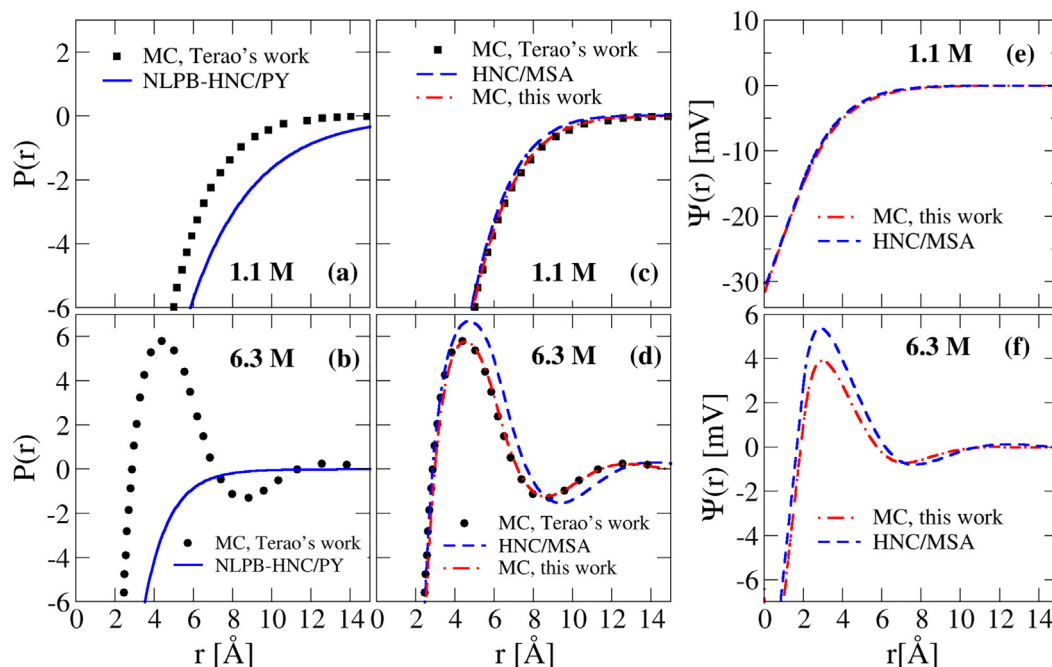 2
0
-2
-4
-6
P(r)
MC, Terao's work
NLPB-HNC/PY
1.1 M (a)
MC, Terao's work
HNC/MSA
MC, this work
1.1 M (c)
10
0
-10
-20
-30
Ψ(r) [mV]
1.1 M (e)
MC, this work
HNC/MSA
6
4
2
0
-2
-4
-6
P(r)
6.3 M (b)
MC, Terao's work
NLPB-HNC/PY
0 2 4 6 8 10 12 14
r [Å]
6.3 M (d)
MC, Terao's work
HNC/MSA
MC, this work
0 2 4 6 8 10 12 14
r [Å]
6
4
2
0
-2
-4
-6
Ψ(r) [mV]
6.3 M (f)
MC, this work
HNC/MSA
0 2 4 6 8 10 12 14
r[Å]